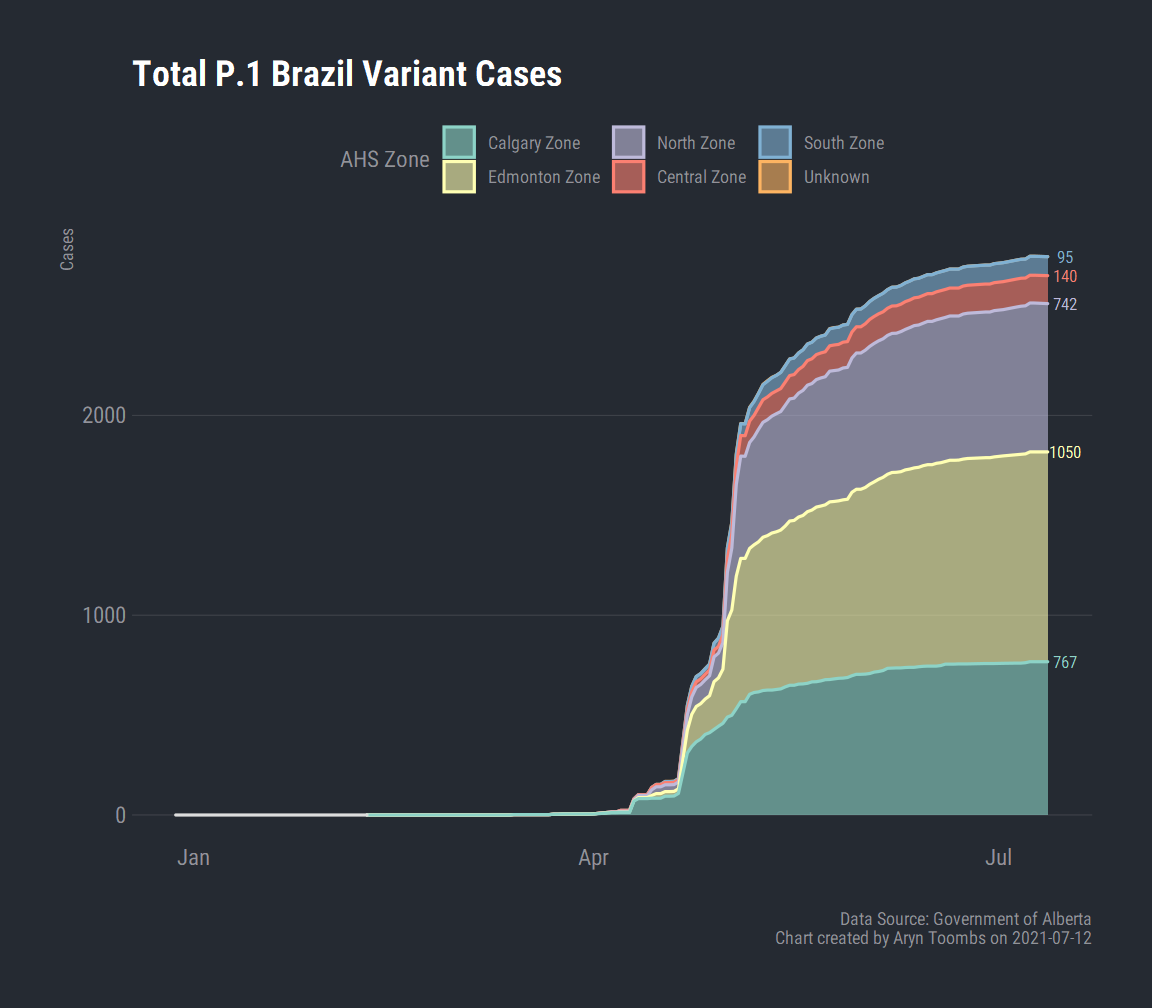 Total P.1 Brazil Variant Cases
AHS Zone
Calgary Zone
North Zone
South Zone
Edmonton Zone
Central Zone
Unknown
Cases
95
140
742
2000
1050
1000
767
0
Jan
Apr
Jul
Data Source: Government of Alberta
Chart created by Aryn Toombs on 2021-07-12